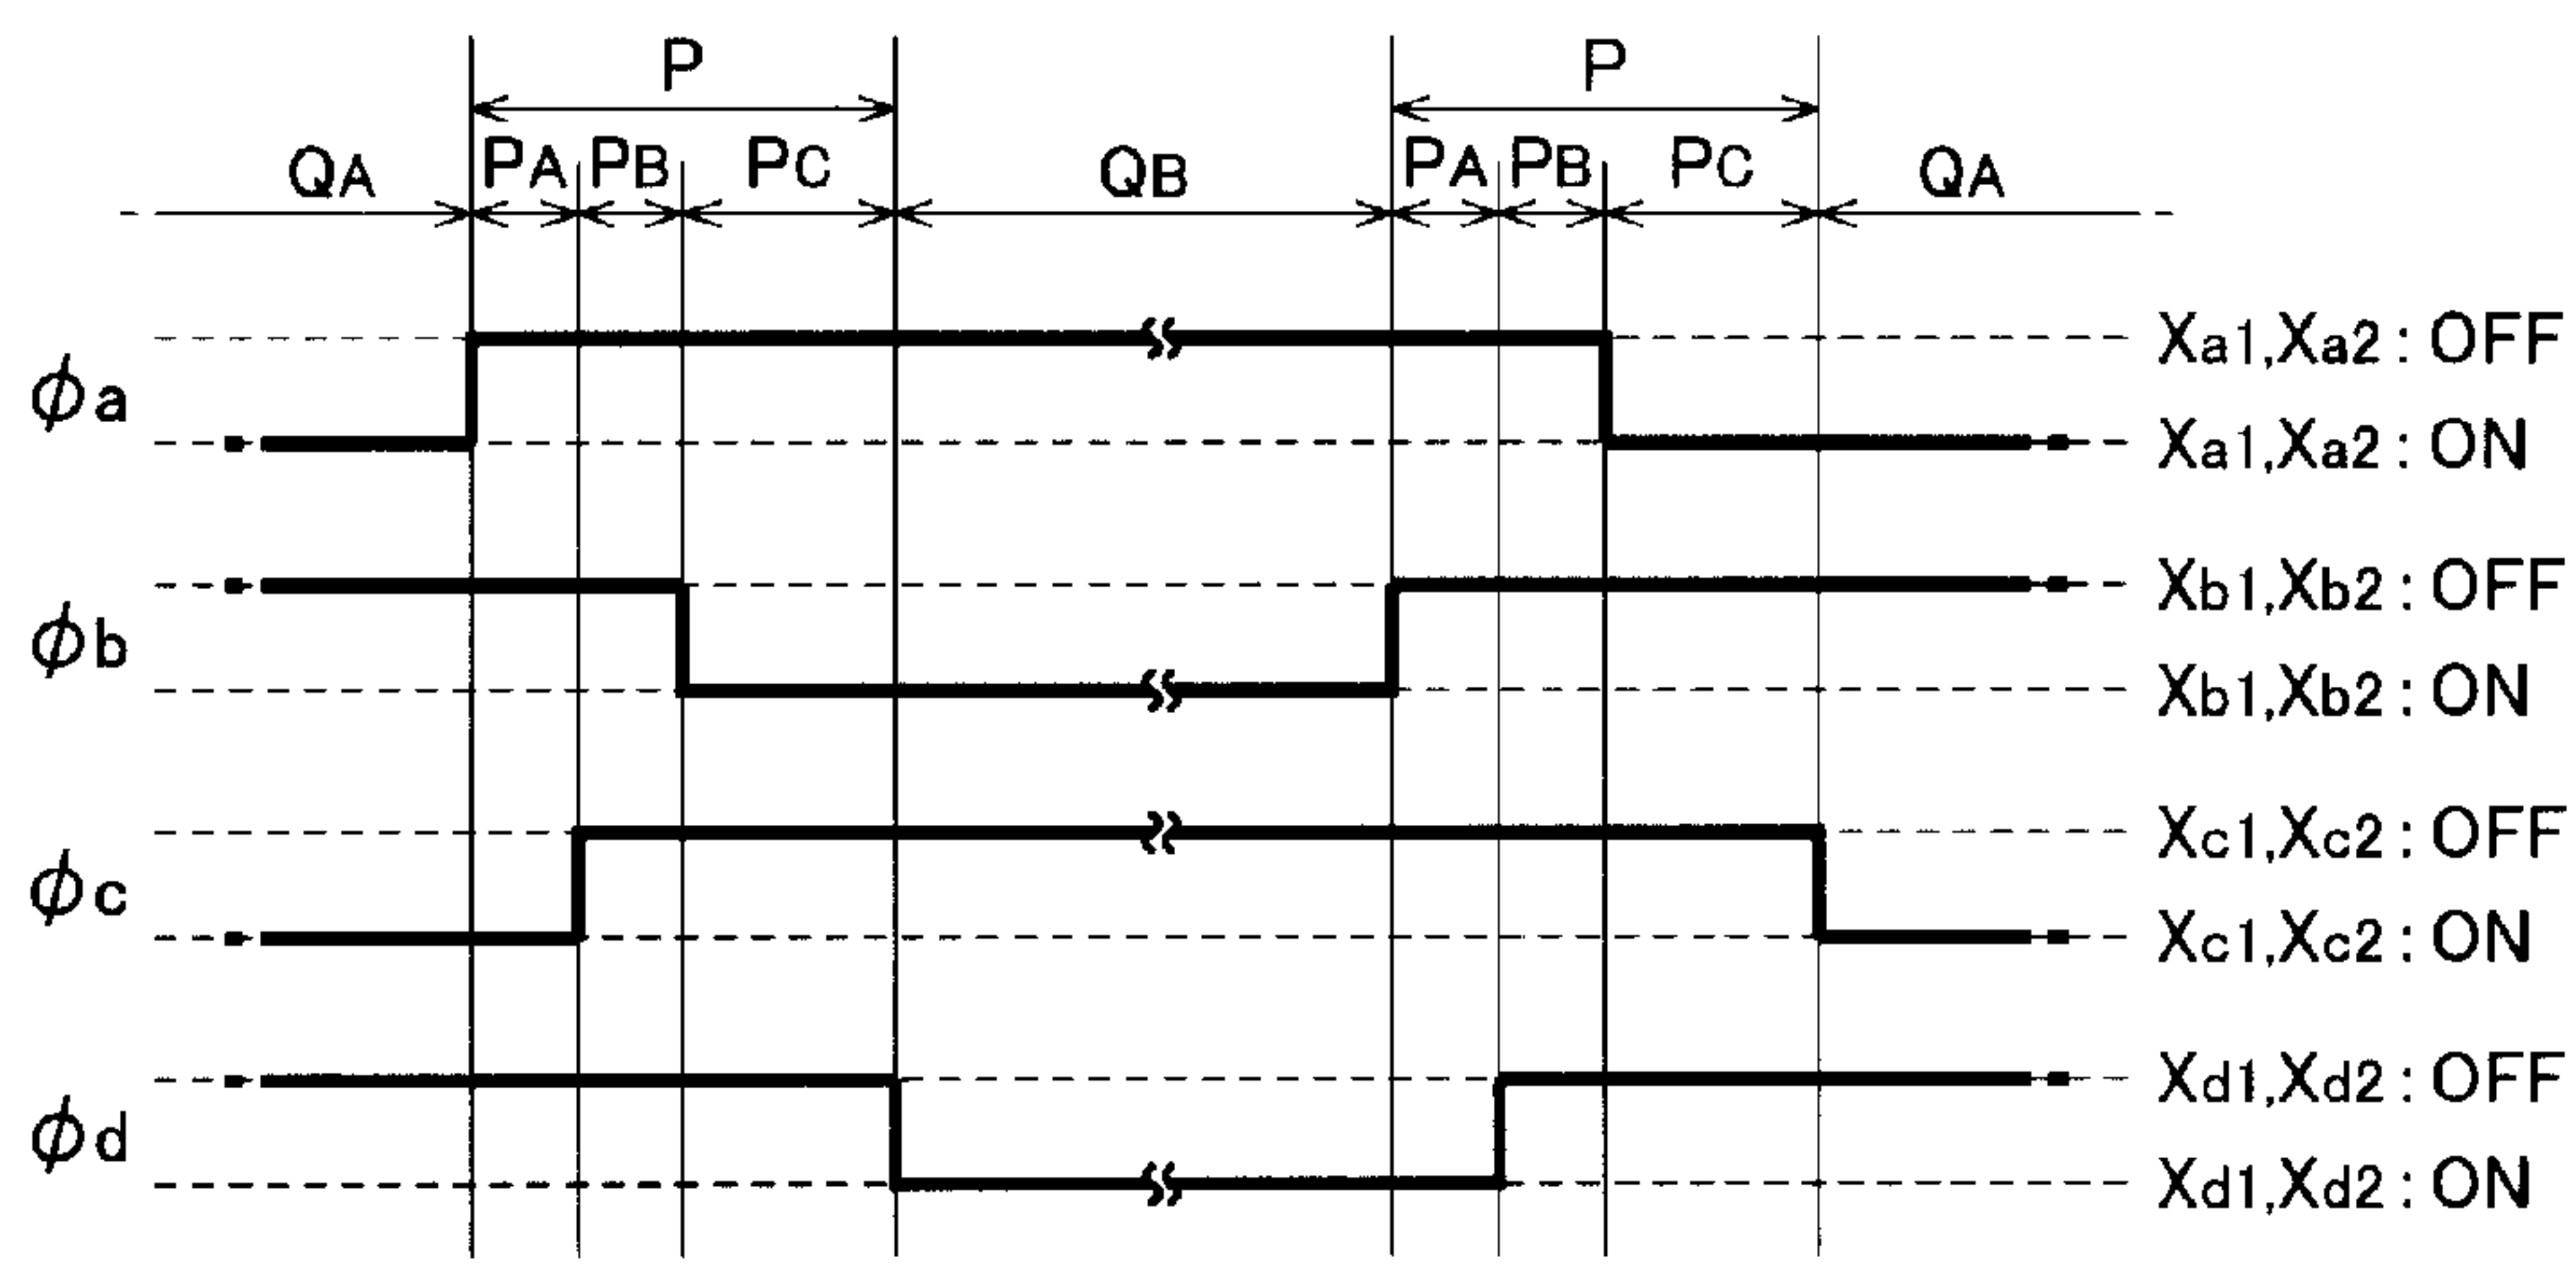 P P
QA PA PB PC QB PA PB PC QA
ϕa Xa1,Xa2 : OFF
Xa1,Xa2 : ON
ϕb Xb1,Xb2 : OFF
Xb1,Xb2 : ON
ϕc Xc1,Xc2 : OFF
Xc1,Xc2 : ON
ϕd Xd1,Xd2 : OFF
Xd1,Xd2 : ON